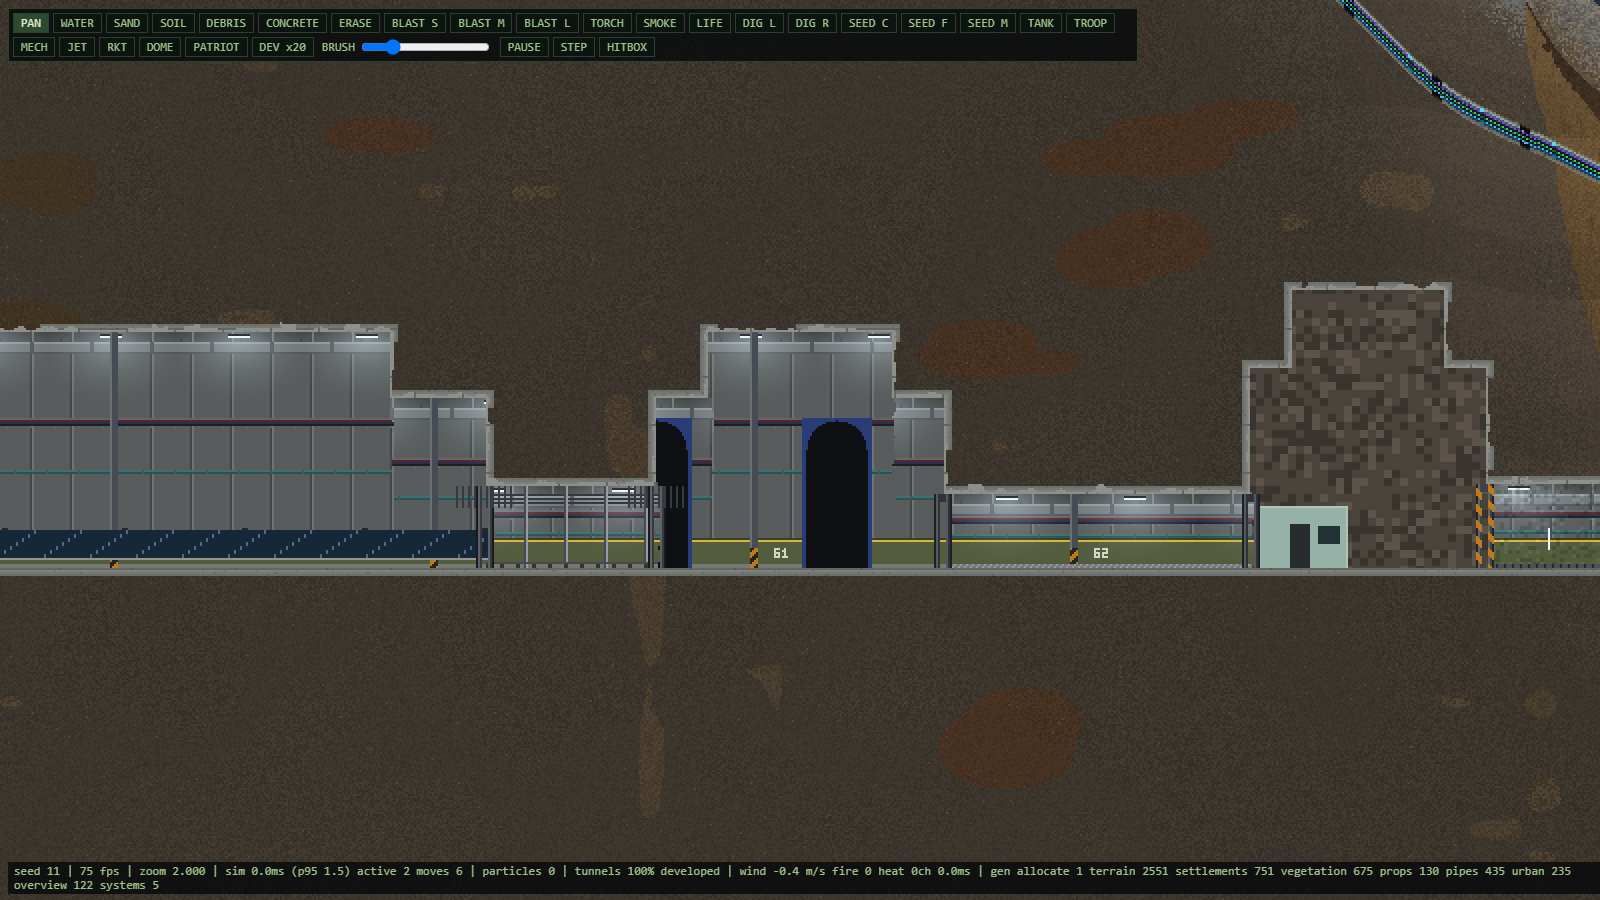 PAN WATER SAND SOIL DEBRIS CONCRETE ERASE BLAST S BLAST M BLAST L TORCH SMOKE LIFE DIG L DIG R SEED C SEED F SEED M TANK TROOP
MECH JET RKT DOME PATRIOT DEV x20 BRUSH PAUSE STEP HITBOX
61
62
seed 11 | 75 fps | zoom 2.000 | sim 0.0ms (p95 1.5) active 2 moves 6 | particles 0 | tunnels 100% developed | wind -0.4 m/s fire 0 heat 0ch 0.0ms | gen allocate 1 terrain 2551 settlements 751 vegetation 675 props 130 pipes 435 urban 235
overview 122 systems 5